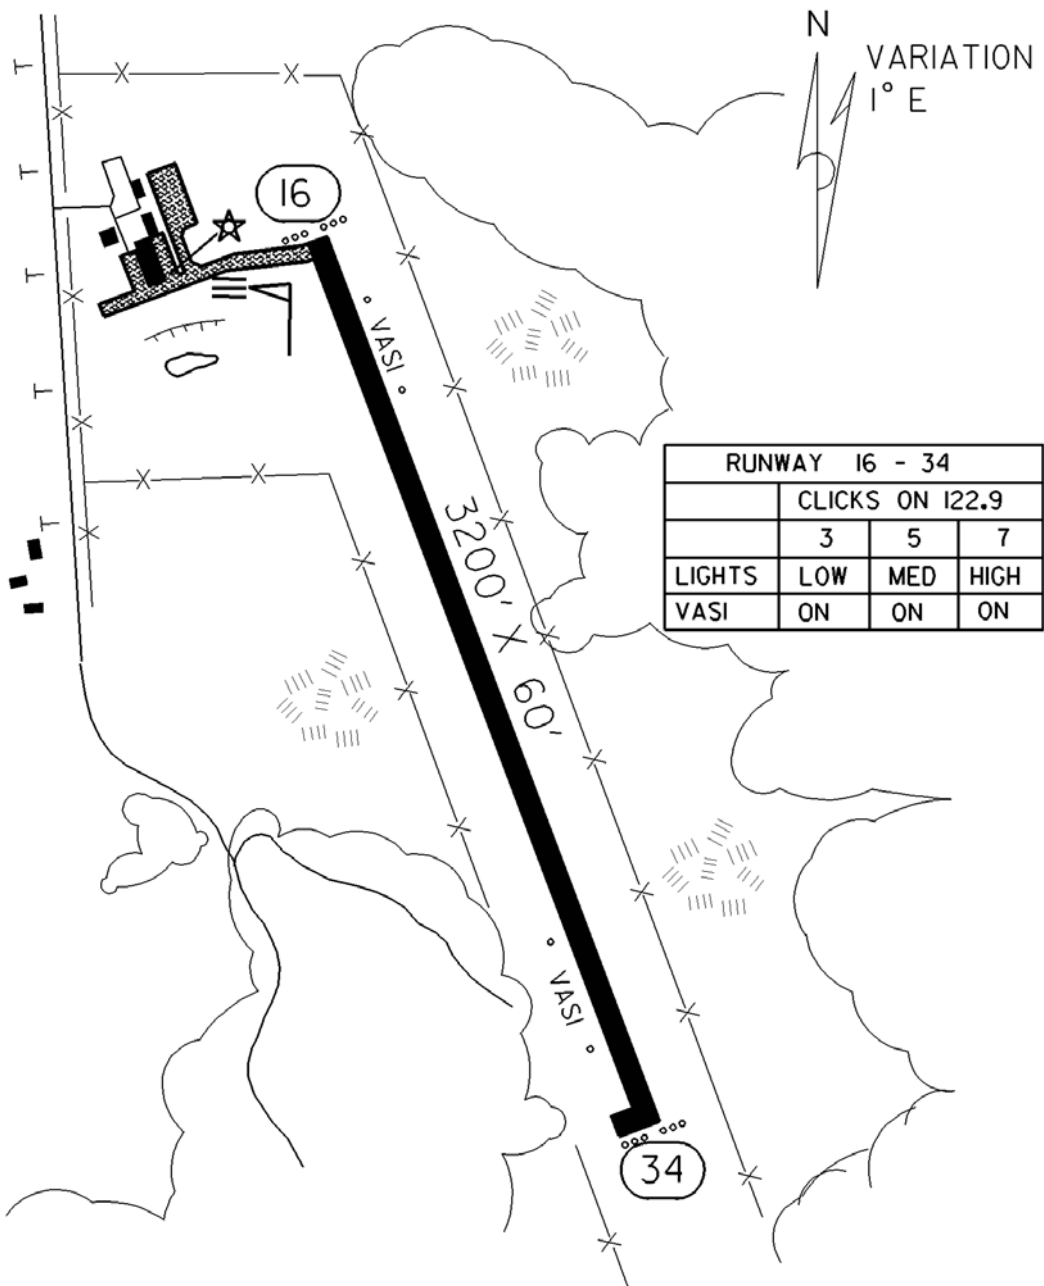 N
VARIATION
1° E
16
VASI
RUNWAY 16 - 34
CLICKS ON 122.9
3 5 7
LIGHTS LOW MED HIGH
VASI ON ON ON
3200' X 60'
VASI
34
T
T
T
T
T